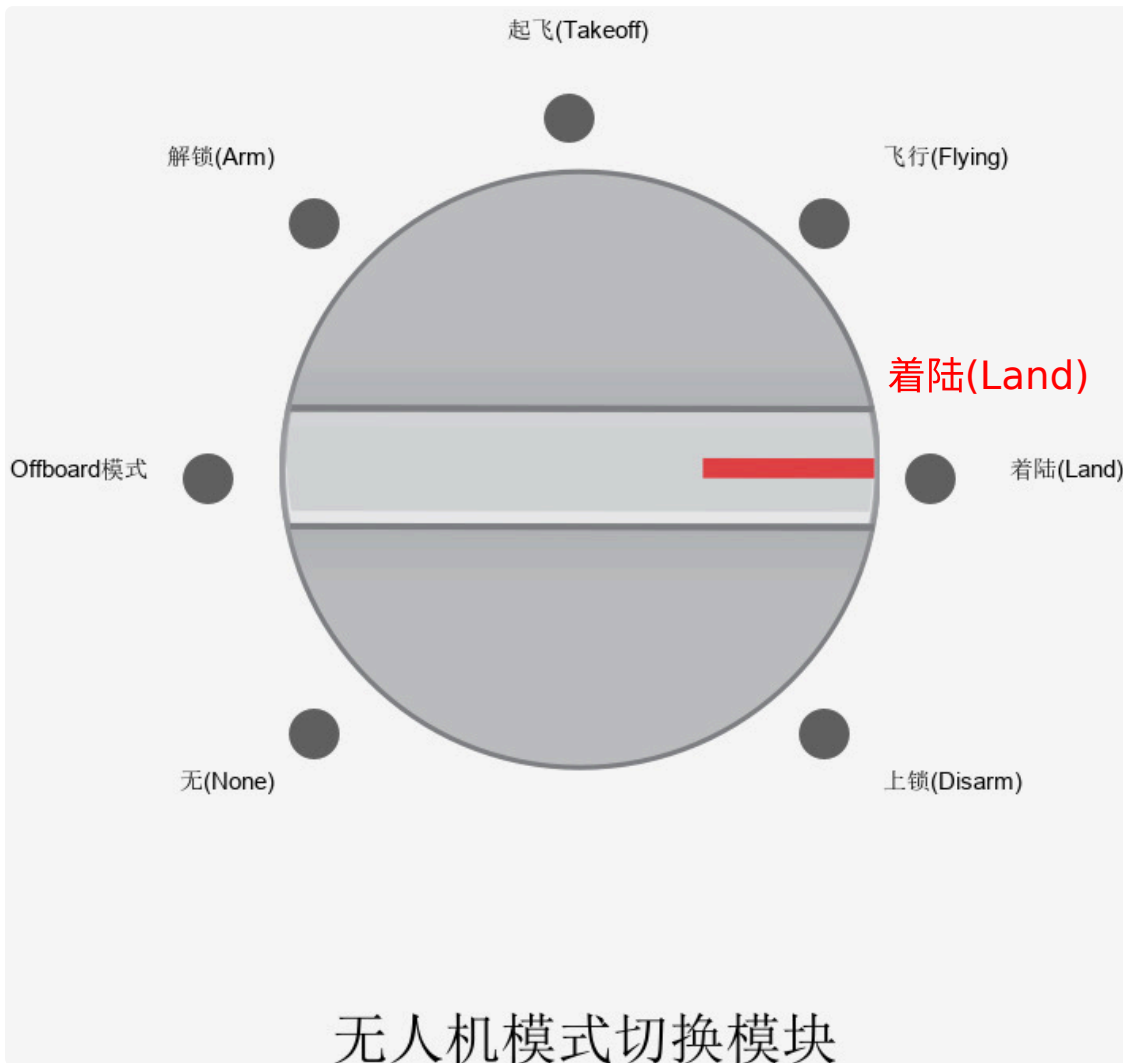 起飞(Takeoff)
解锁(Arm)
飞行(Flying)
着陆(Land)
Offboard模式
着陆(Land)
无(None)
上锁(Disarm)
无人机模式切换模块